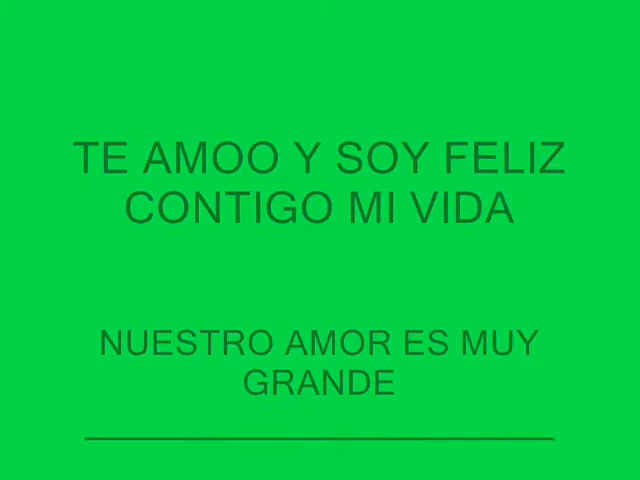 TE AMOO Y SOY FELIZ
CONTIGO MI VIDA
NUESTRO AMOR ES MUY
GRANDE